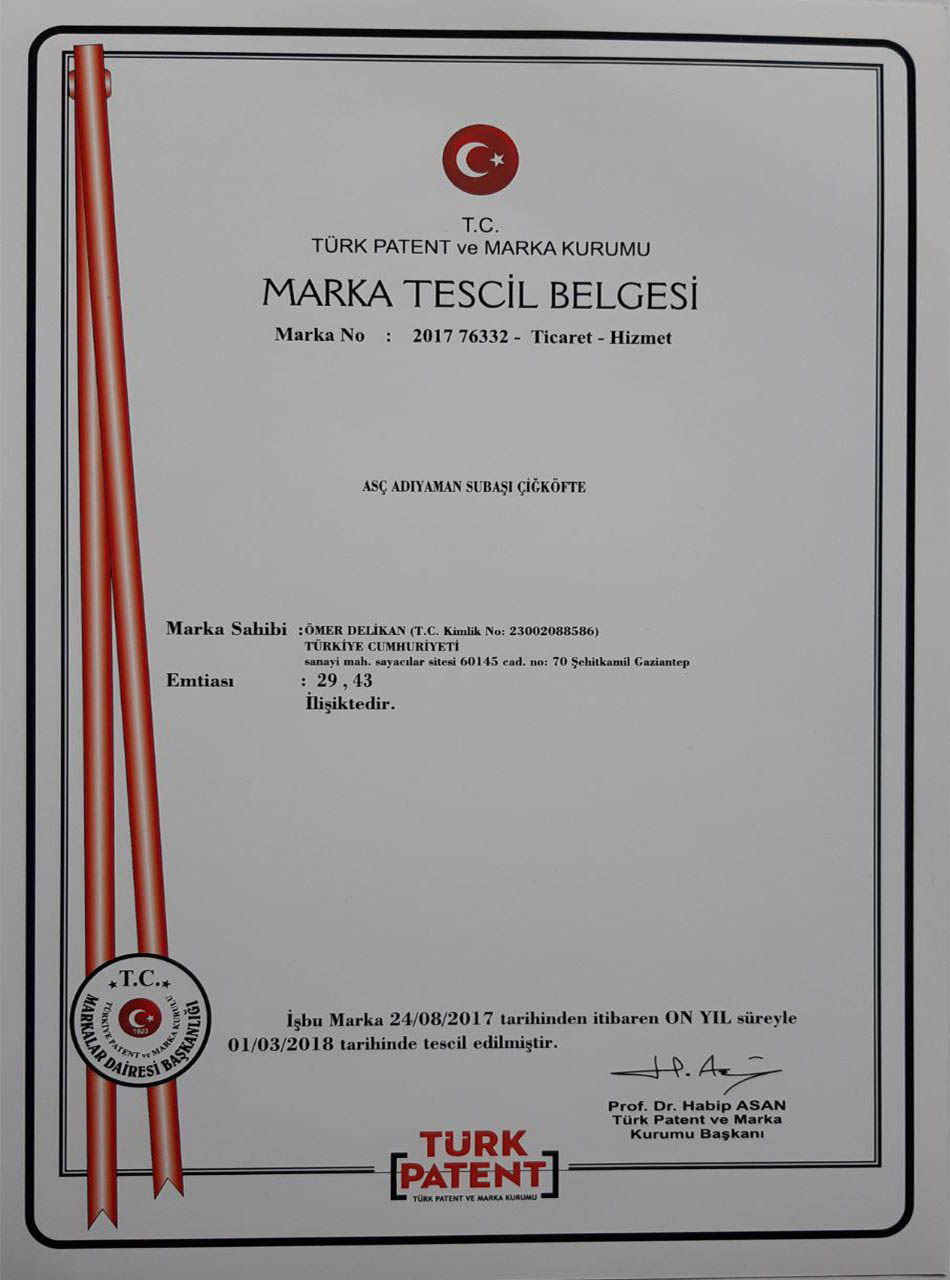 T.C.
TÜRK PATENT ve MARKA KURUMU
MARKA TESCİL BELGESİ
Marka No : 2017 76332 - Ticaret - Hizmet
ASÇ ADIYAMAN SUBAŞI ÇİĞKÖFTE
Marka Sahibi :ÖMER DELİKAN (T.C. Kimlik No: 23002088586)
TÜRKİYE CUMHURİYETİ
sanayi mah. sayacılar sitesi 60145 cad. no: 70 Şehitkamil Gaziantep
Emtiası : 29 , 43
İlişiktedir.
T.C.
TÜRKİYE PATENT ve MARKA KURULU
1923
MARKALAR DAİRESİ BAŞKANLIĞI
İşbu Marka 24/08/2017 tarihinden itibaren ON YIL süreyle
01/03/2018 tarihinde tescil edilmiştir.
H. Asan
Prof. Dr. Habip ASAN
Türk Patent ve Marka
Kurumu Başkanı
TÜRK
PATENT
TÜRK PATENT VE MARKA KURUMU